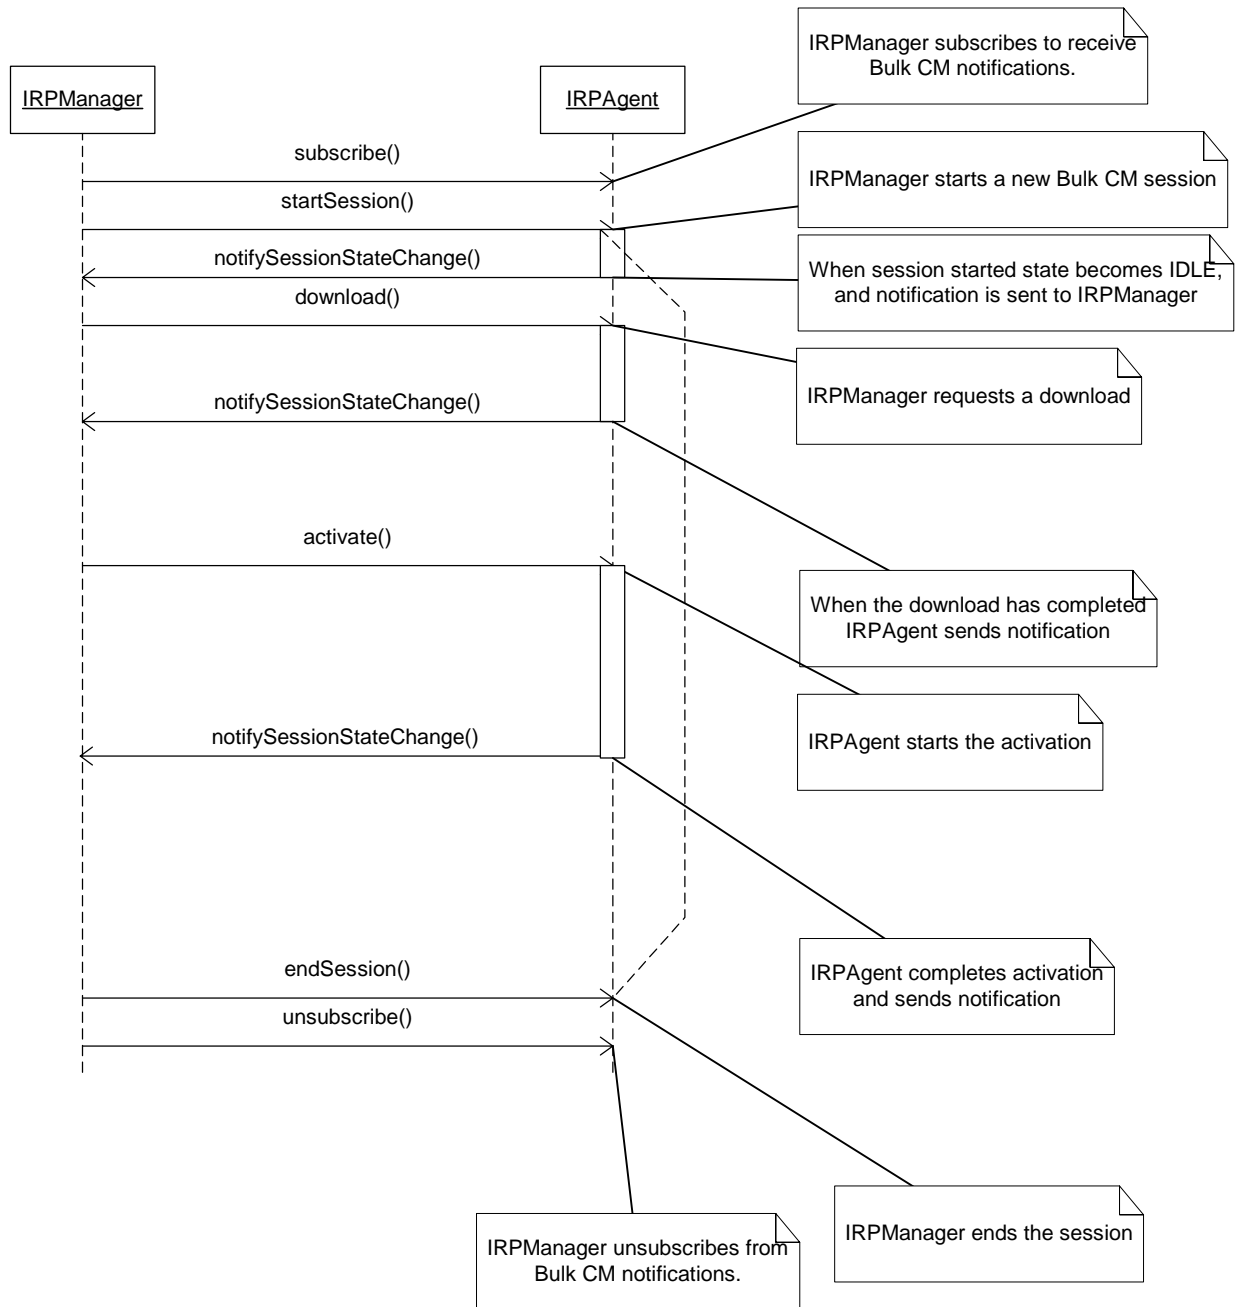 IRPManager subscribes to receive
Bulk CM notifications.
IRPManager
IRPAgent
subscribe()
IRPManager starts a new Bulk CM session
startSession()
notifySessionStateChange()
When session started state becomes IDLE,
and notification is sent to IRPManager
download()
IRPManager requests a download
notifySessionStateChange()
activate()
When the download has completed
IRPAgent sends notification
notifySessionStateChange()
IRPAgent starts the activation
endSession()
IRPAgent completes activation
and sends notification
unsubscribe()
IRPManager ends the session
IRPManager unsubscribes from
Bulk CM notifications.